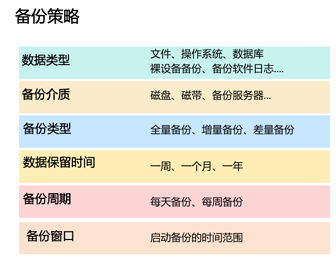 备份策略
数据类型
文件、操作系统、数据库
裸设备备份、备份软件日志....
备份介质
磁盘、磁带、备份服务器...
备份类型
全量备份、增量备份、差量备份
数据保留时间
一周、一个月、一年
备份周期
每天备份、每周备份
备份窗口
启动备份的时间范围